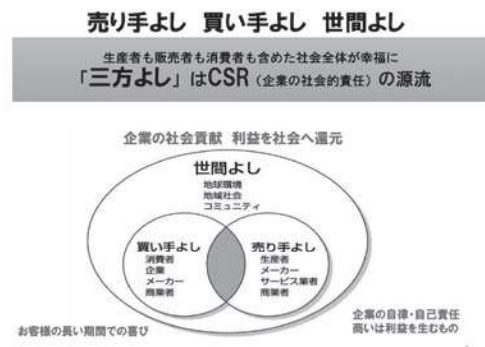 売り手よし 買い手よし 世間よし
生産者も販売者も消費者も含めた社会全体が幸福に
「三方よし」はCSR（企業の社会的責任）の源流
企業の社会貢献 利益を社会へ還元
世間よし
地球環境
地域社会
コミュニティ
買い手よし
消費者
企業
メーカー
商業者
売り手よし
生産者
メーカー
サービス業者
商業者
お客様の長い期間での喜び
企業の自律・自己責任
商いは利益を生むもの